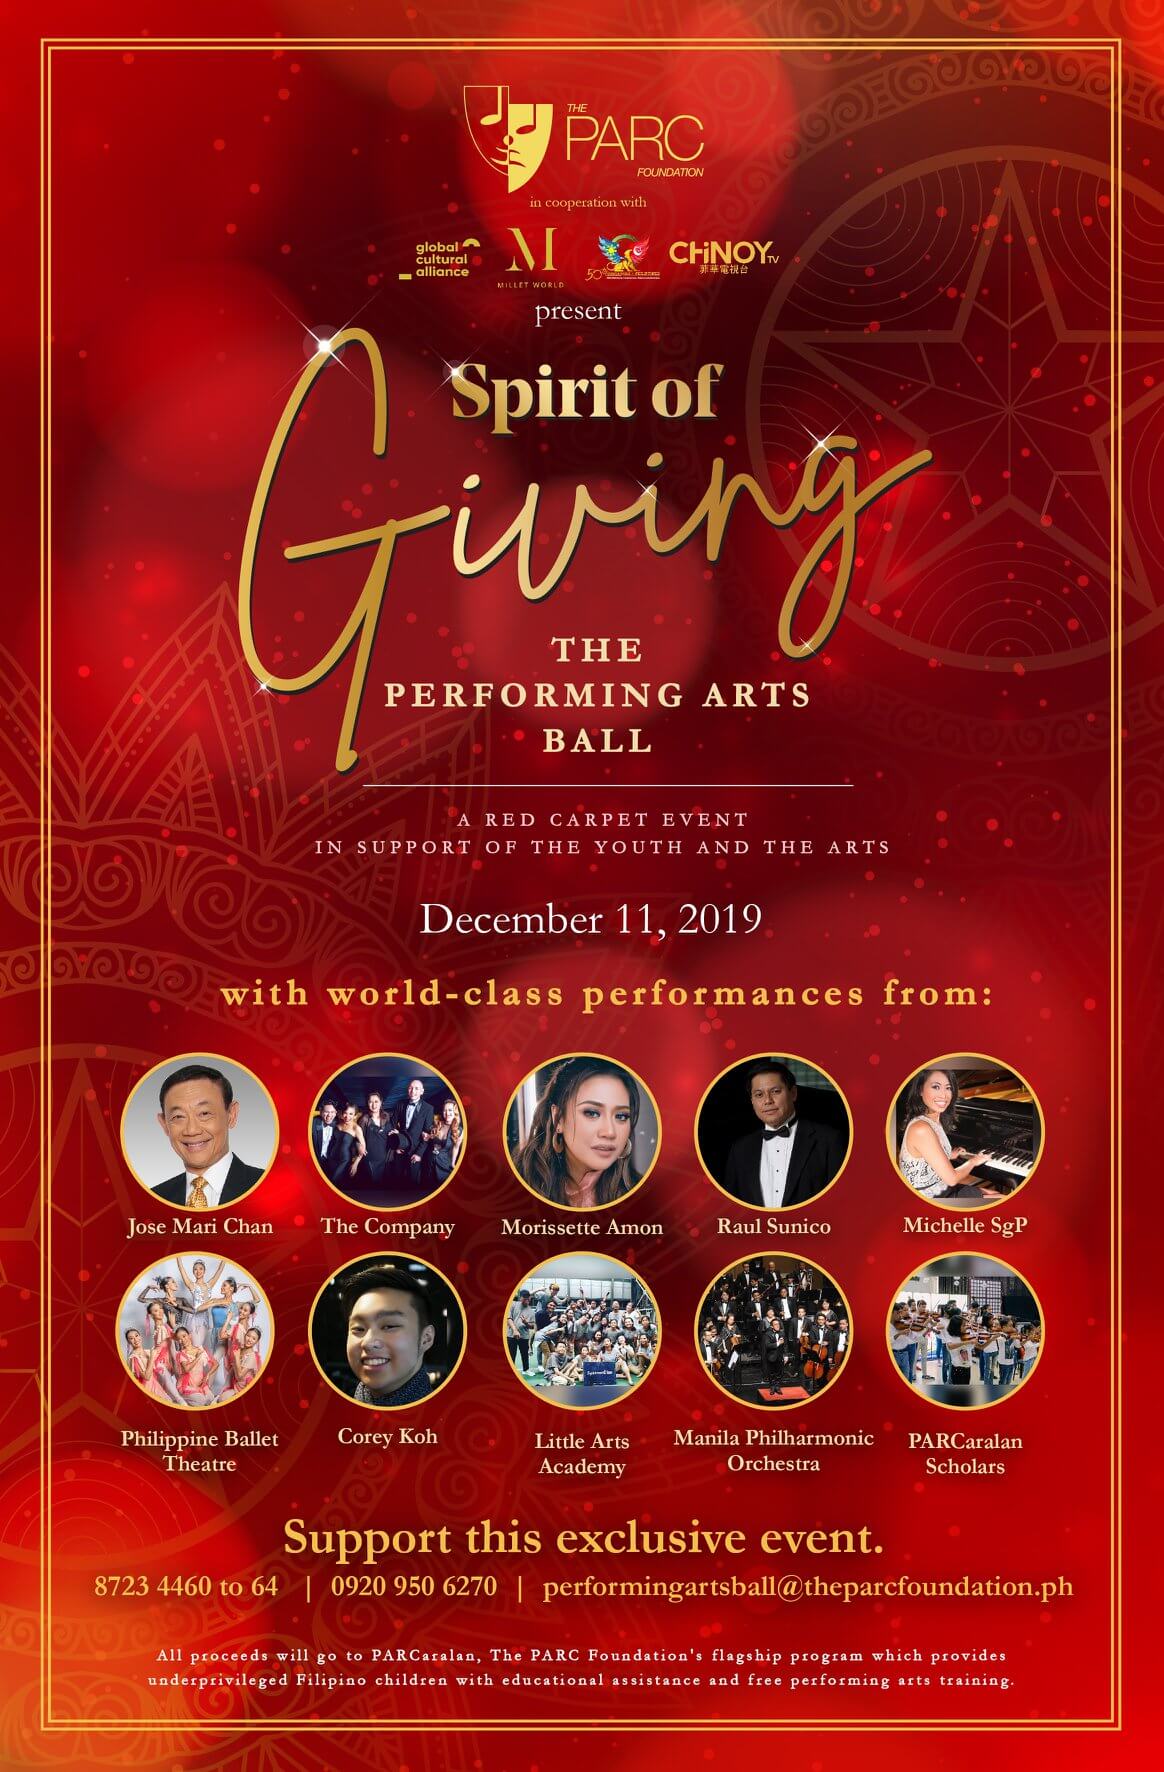 THE
PARC
FOUNDATION
in cooperation with
global
cultural
alliance
M
MILLET WORLD
50
CHiNOY TV
菲華電視台
present
Spirit of
Giving
THE
PERFORMING ARTS
BALL
A RED CARPET EVENT
IN SUPPORT OF THE YOUTH AND THE ARTS
December 11, 2019
with world-class performances from:
Jose Mari Chan
The Company
Morissette Amon
Raul Sunico
Michelle SgP
Philippine Ballet
Theatre
Corey Koh
Little Arts
Academy
Manila Philharmonic
Orchestra
PARCaralan
Scholars
Support this exclusive event.
8723 4460 to 64 | 0920 950 6270 | performingartsball@theparcfoundation.ph
All proceeds will go to PARCaralan, The PARC Foundation's flagship program which provides
underprivileged Filipino children with educational assistance and free performing arts training.